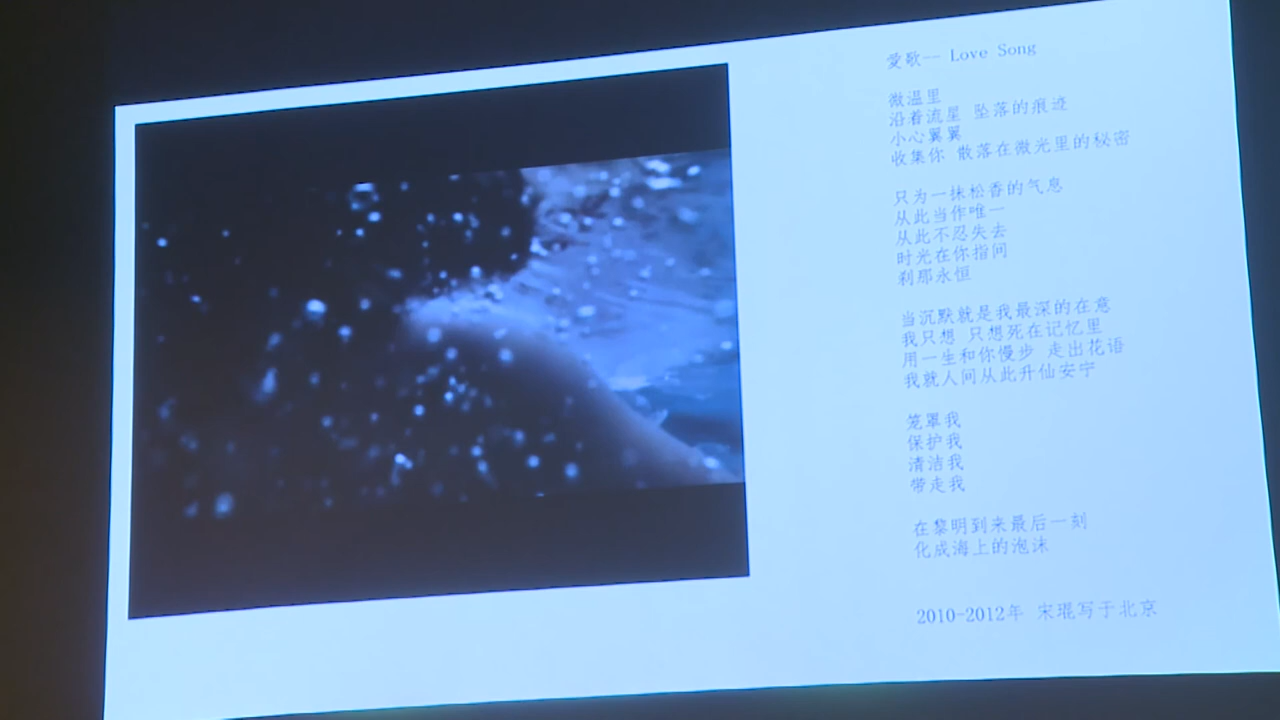 愛歌— Love Song
微温里
沿着流星 坠落的痕迹
小心翼翼
收集你 散落在微光里的秘密
只为一抹松香的气息
从此当作唯一
从此不忍失去
时光在你指间
刹那永恒
当沉默就是我最深的在意
我只想 只想死在记忆里
用一生和你慢步 走出花语
我就人间从此升仙安宁
笼罩我
保护我
清洁我
带走我
在黎明到来最后一刻
化成海上的泡沫
2010-2012年 宋琨写于北京